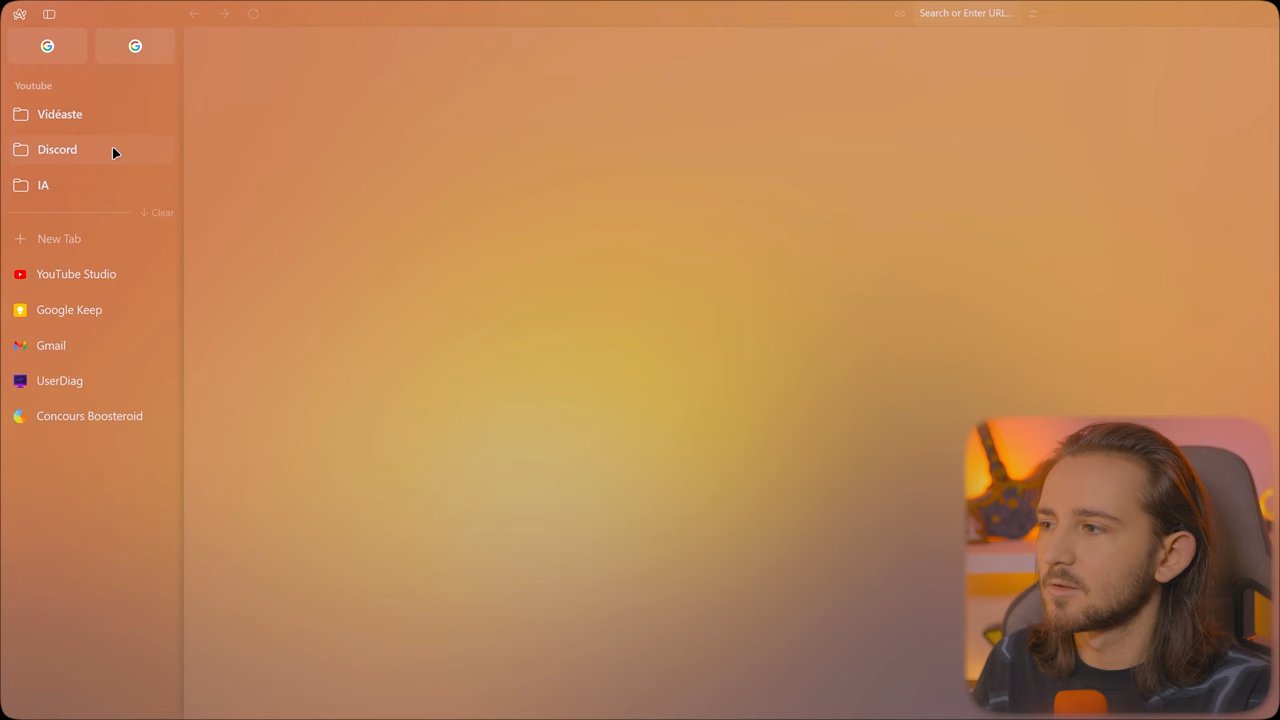 Search or Enter URL...
Youtube
Vidéaste
Discord
IA
Clear
New Tab
YouTube Studio
Google Keep
Gmail
UserDiag
Concours Boosteroid